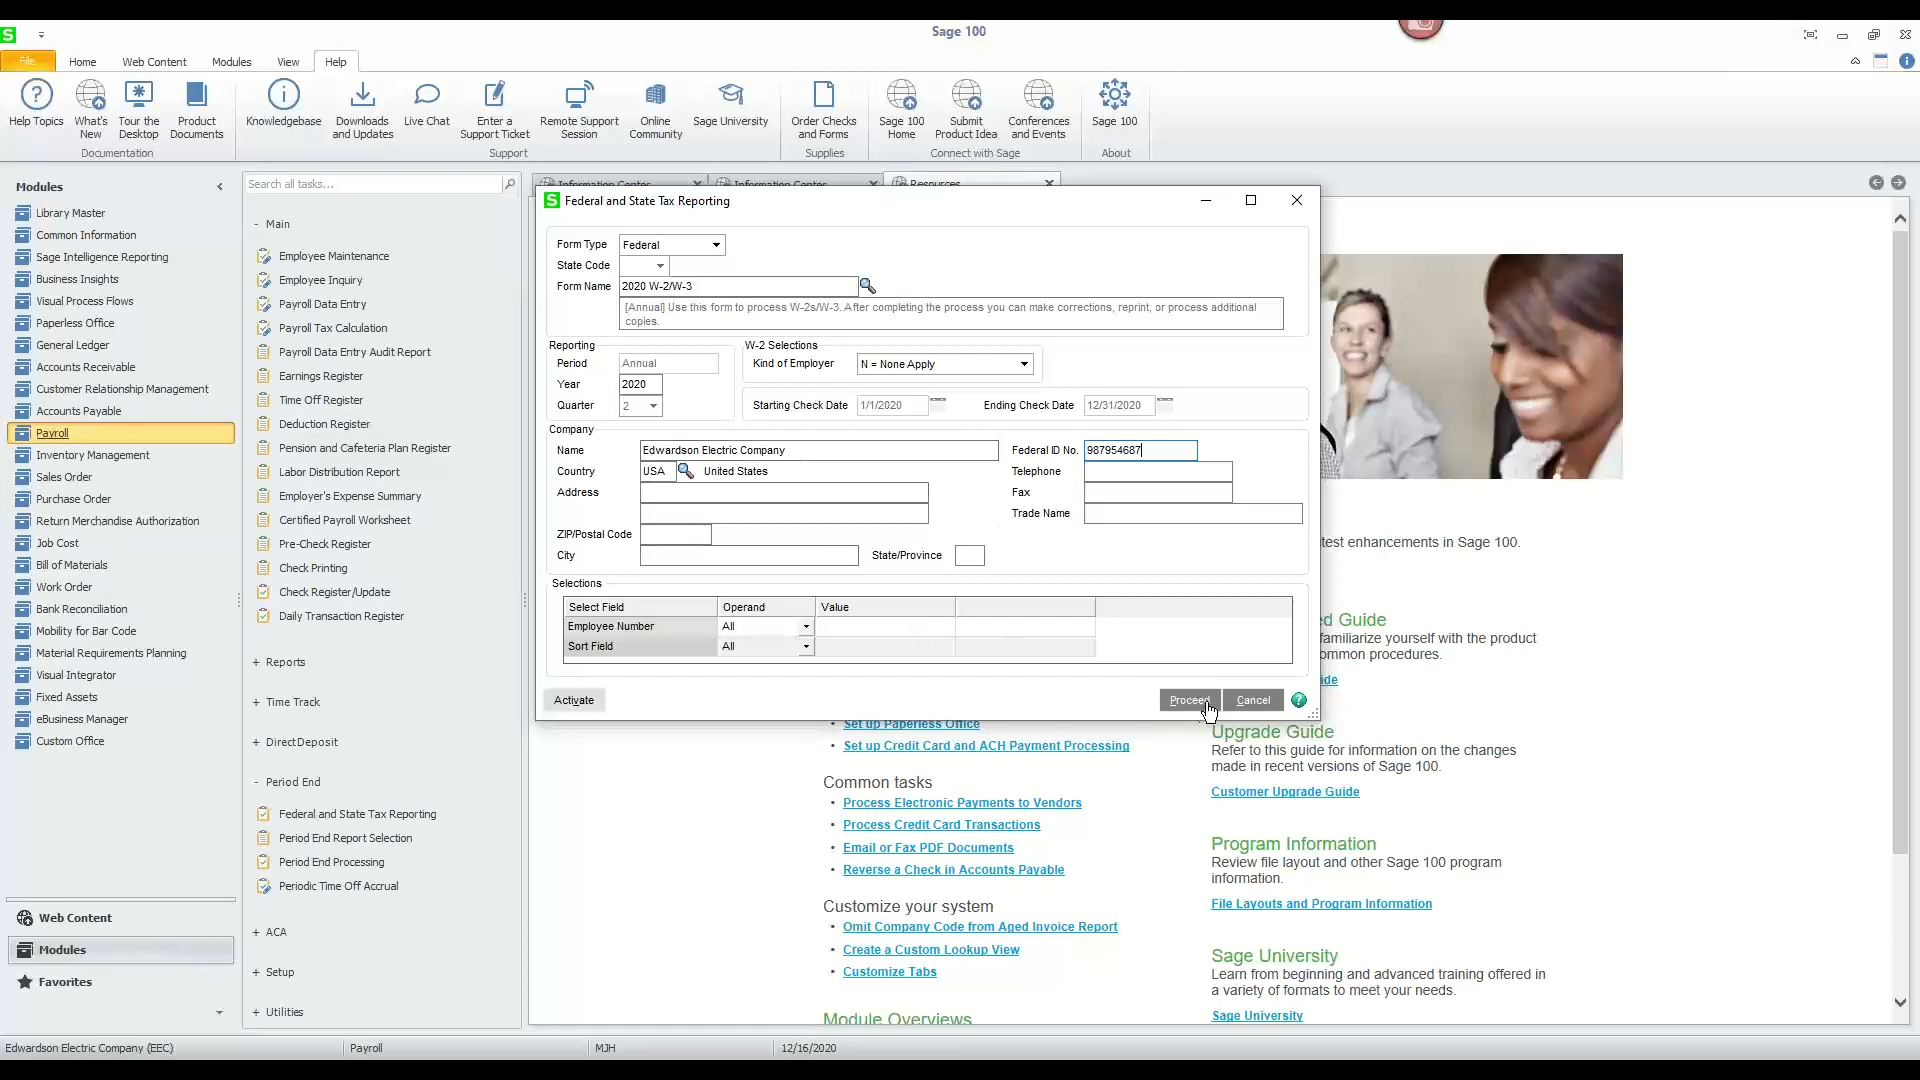 S
Sage 100
File
Home
Web Content
Modules
View
Help
Help Topics
What's
New
Tour the
Desktop
Product
Documents
Documentation
Knowledgebase
Downloads
and Updates
Live Chat
Enter a
Support Ticket
Remote Support
Session
Online
Community
Sage University
Support
Order Checks
and Forms
Supplies
Sage 100
Home
Submit
Product Idea
Conferences
and Events
Connect with Sage
Sage 100
About
Modules
Library Master
Common Information
Sage Intelligence Reporting
Business Insights
Visual Process Flows
Paperless Office
General Ledger
Accounts Receivable
Customer Relationship Management
Accounts Payable
Payroll
Inventory Management
Sales Order
Purchase Order
Return Merchandise Authorization
Job Cost
Bill of Materials
Work Order
Bank Reconciliation
Mobility for Bar Code
Material Requirements Planning
Visual Integrator
Fixed Assets
eBusiness Manager
Custom Office
Web Content
Modules
Favorites
Search all tasks...
- Main
Employee Maintenance
Employee Inquiry
Payroll Data Entry
Payroll Tax Calculation
Payroll Data Entry Audit Report
Earnings Register
Time Off Register
Deduction Register
Pension and Cafeteria Plan Register
Labor Distribution Report
Employer's Expense Summary
Certified Payroll Worksheet
Pre-Check Register
Check Printing
Check Register/Update
Daily Transaction Register
+ Reports
+ Time Track
+ Direct Deposit
- Period End
Federal and State Tax Reporting
Period End Report Selection
Period End Processing
Periodic Time Off Accrual
+ ACA
+ Setup
+ Utilities
Information Center
Information Center
Resources
S Federal and State Tax Reporting
Form Type Federal
State Code
Form Name 2020 W-2/W-3
[Annual] Use this form to process W-2s/W-3. After completing the process you can make corrections, reprint, or process additional
copies.
Reporting
Period Annual
Year 2020
Quarter 2
W-2 Selections
Kind of Employer N = None Apply
Starting Check Date 1/1/2020 Ending Check Date 12/31/2020
Company
Name Edwardson Electric Company Federal ID No. 987954687
Country USA United States Telephone
Address Fax
Trade Name
ZIP/Postal Code
City State/Province
Selections
Select Field Operand Value
Employee Number All
Sort Field All
Activate Proceed Cancel
test enhancements in Sage 100.
ed Guide
familiarize yourself with the product
ommon procedures.
ide
Set up Paperless Office
Set up Credit Card and ACH Payment Processing
Common tasks
• Process Electronic Payments to Vendors
• Process Credit Card Transactions
• Email or Fax PDF Documents
• Reverse a Check in Accounts Payable
Customize your system
• Omit Company Code from Aged Invoice Report
• Create a Custom Lookup View
• Customize Tabs
Module Overviews
Upgrade Guide
Refer to this guide for information on the changes
made in recent versions of Sage 100.
Customer Upgrade Guide
Program Information
Review file layout and other Sage 100 program
information.
File Layouts and Program Information
Sage University
Learn from beginning and advanced training offered in
a variety of formats to meet your needs.
Sage University
Edwardson Electric Company (EEC) Payroll MJH 12/16/2020